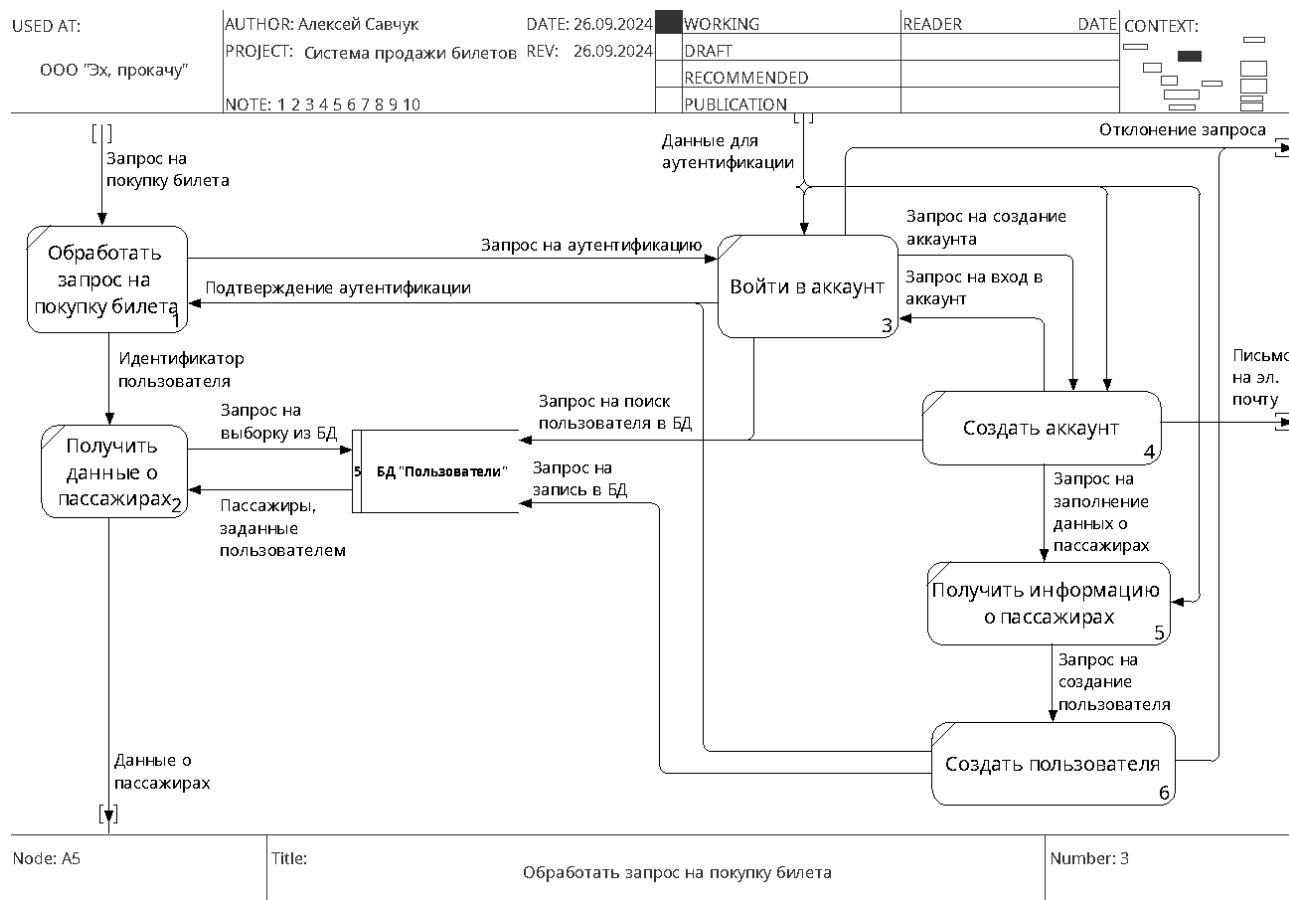 USED AT:
ООО "Эх, прокачу"
AUTHOR: Алексей Савчук
DATE: 26.09.2024
PROJECT: Система продажи билетов
REV: 26.09.2024
NOTE: 1 2 3 4 5 6 7 8 9 10
WORKING
DRAFT
RECOMMENDED
PUBLICATION
READER
DATE
CONTEXT:
Запрос на
покупку билета
Данные для
аутентификации
Отклонение запроса
Обработать
запрос на
покупку билета
1
Запрос на аутентификацию
Подтверждение аутентификации
Войти в аккаунт
3
Запрос на создание
аккаунта
Запрос на вход в
аккаунт
Идентификатор
пользователя
Письмо
на эл.
почту
Получить
данные о
пассажирах
2
Запрос на
выборку из БД
Пассажиры,
заданные
пользователем
5
БД "Пользователи"
Запрос на поиск
пользователя в БД
Запрос на
запись в БД
Создать аккаунт
4
Запрос на
заполнение
данных о
пассажирах
Получить информацию
о пассажирах
5
Запрос на
создание
пользователя
Создать пользователя
6
Данные о
пассажирах
Node: A5
Title:
Обработать запрос на покупку билета
Number: 3